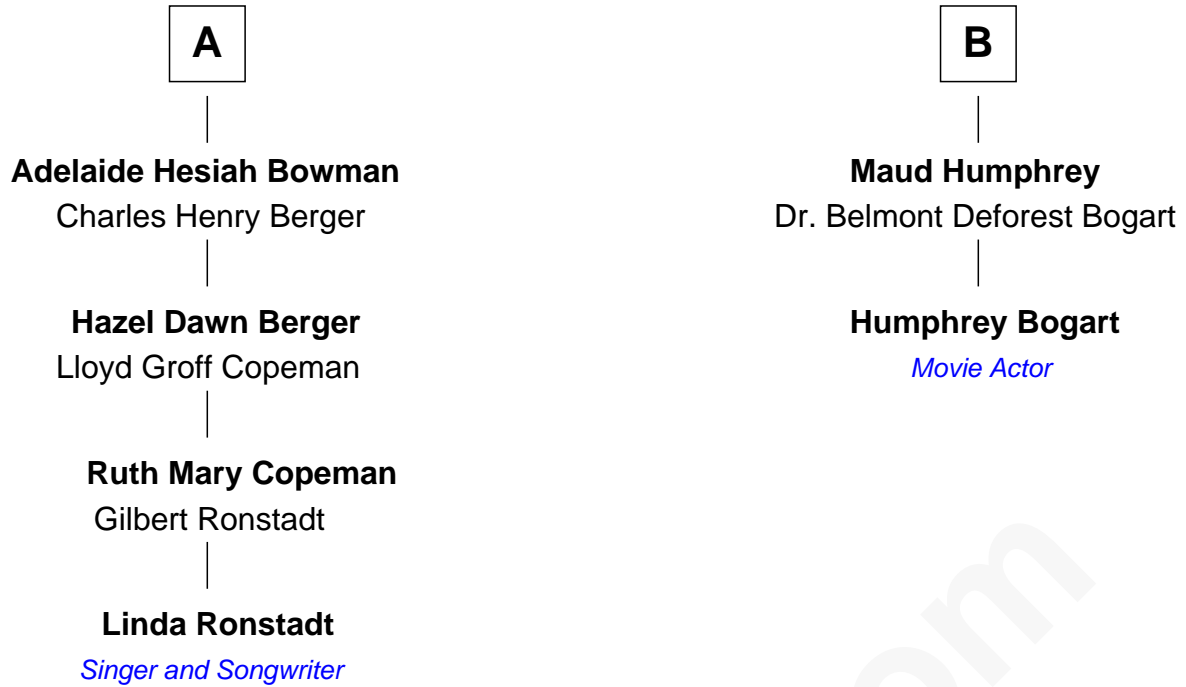 A
Adelaide Hesiah Bowman
Charles Henry Berger
Hazel Dawn Berger
Lloyd Groff Copeman
Ruth Mary Copeman
Gilbert Ronstadt
Linda Ronstadt
Singer and Songwriter
B
Maud Humphrey
Dr. Belmont Deforest Bogart
Humphrey Bogart
Movie Actor
om